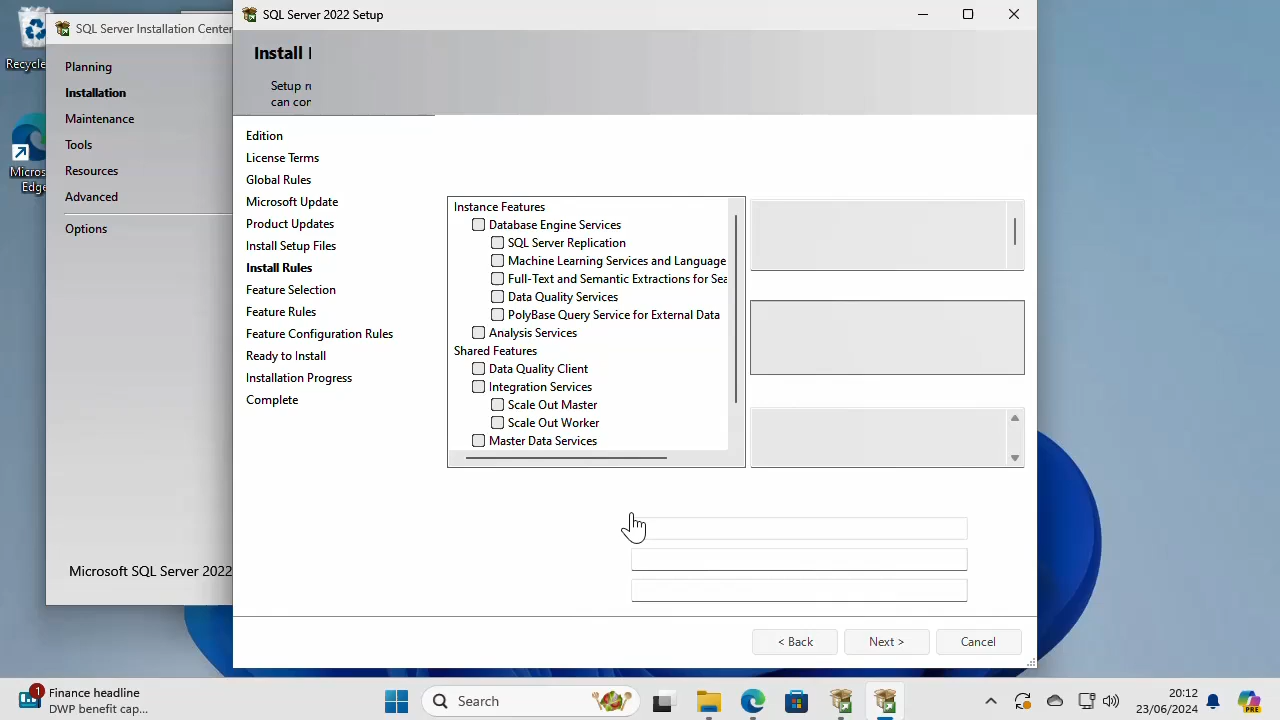 Recycle
Micros
Edge
SQL Server Installation Center
Planning
Installation
Maintenance
Tools
Resources
Advanced
Options
Microsoft SQL Server 2022
SQL Server 2022 Setup
Install
Setup
can
Edition
License Terms
Global Rules
Microsoft Update
Product Updates
Install Setup Files
Install Rules
Feature Selection
Feature Rules
Feature Configuration Rules
Ready to Install
Installation Progress
Complete
Instance Features
Database Engine Services
SQL Server Replication
Machine Learning Services and Language
Full-Text and Semantic Extractions for Sea
Data Quality Services
PolyBase Query Service for External Data
Analysis Services
Shared Features
Data Quality Client
Integration Services
Scale Out Master
Scale Out Worker
Master Data Services
< Back
Next >
Cancel
1
Finance headline
DWP benefit cap...
Search
20:12
23/06/2024
PRE